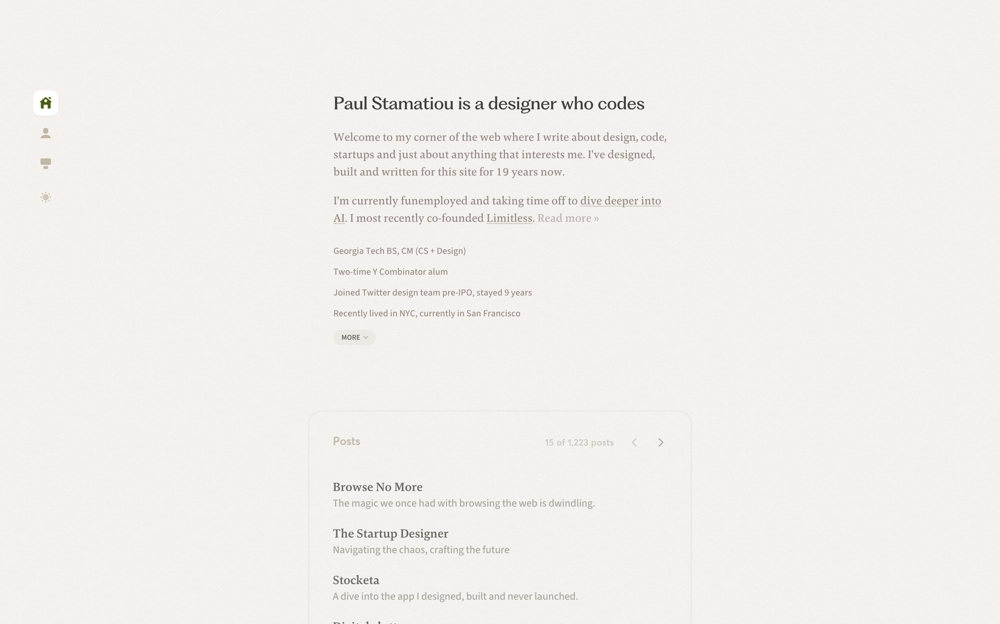 Paul Stamatiou is a designer who codes
Welcome to my corner of the web where I write about design, code,
startups and just about anything that interests me. I've designed,
built and written for this site for 19 years now.
I'm currently funemployed and taking time off to dive deeper into
AI. I most recently co-founded Limitless. Read more »
Georgia Tech BS, CM (CS + Design)
Two-time Y Combinator alum
Joined Twitter design team pre-IPO, stayed 9 years
Recently lived in NYC, currently in San Francisco
MORE
Posts
15 of 1,223 posts
Browse No More
The magic we once had with browsing the web is dwindling.
The Startup Designer
Navigating the chaos, crafting the future
Stocketa
A dive into the app I designed, built and never launched.